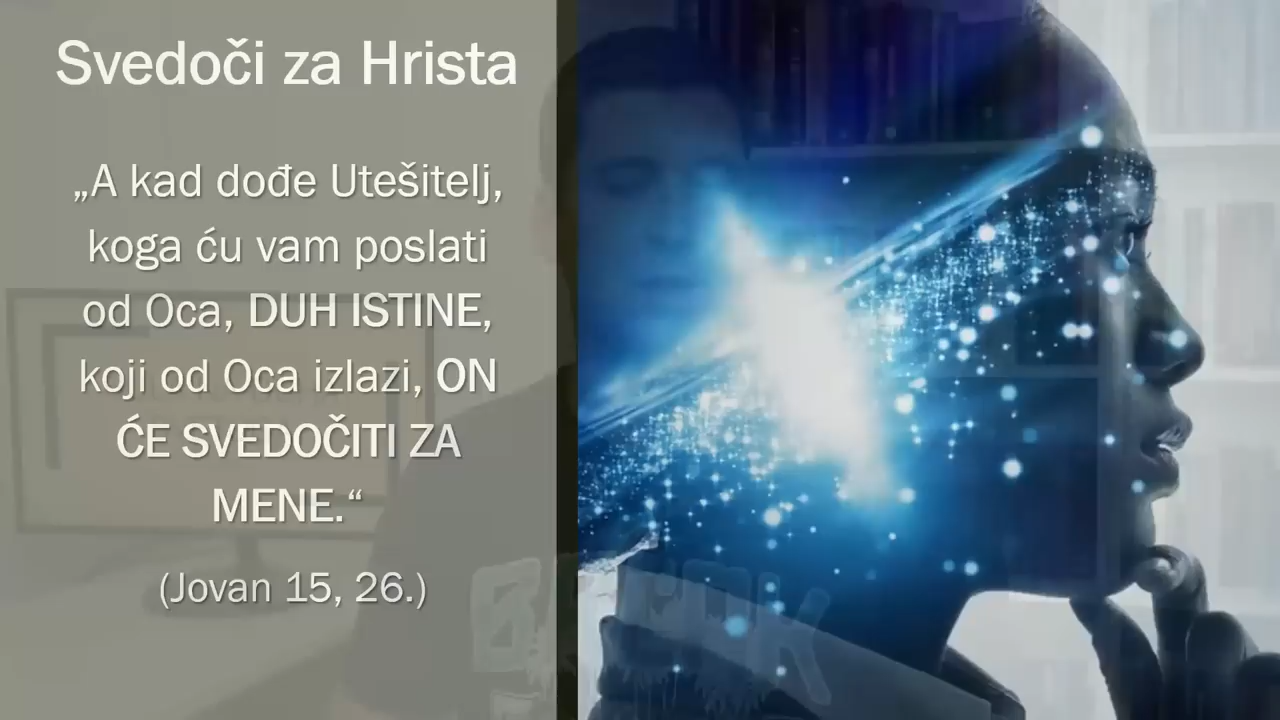 Svedoči za Hrista
„A kad dođe Utešitelj,
koga ću vam poslati
od Oca, DUH ISTINE,
koji od Oca izlazi, ON
ĆE SVEDOČITI ZA
MENE.“
(Jovan 15, 26.)